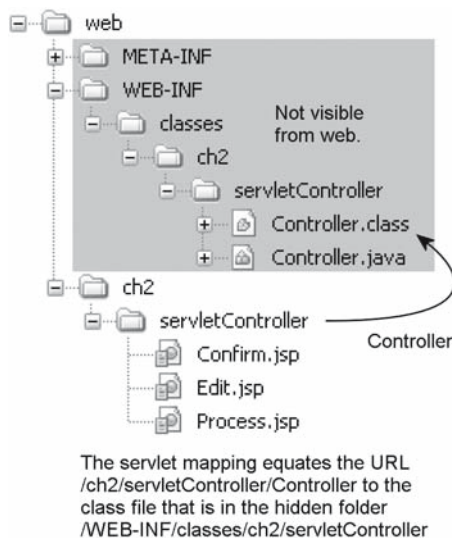 web
META-INF
WEB-INF
classes
Not visible
from web.
ch2
servletController
Controller.class
Controller.java
ch2
servletController
Controller
Confirm.jsp
Edit.jsp
Process.jsp
The servlet mapping equates the URL
/ch2/servletController/Controller to the
class file that is in the hidden folder
/WEB-INF/classes/ch2/servletController